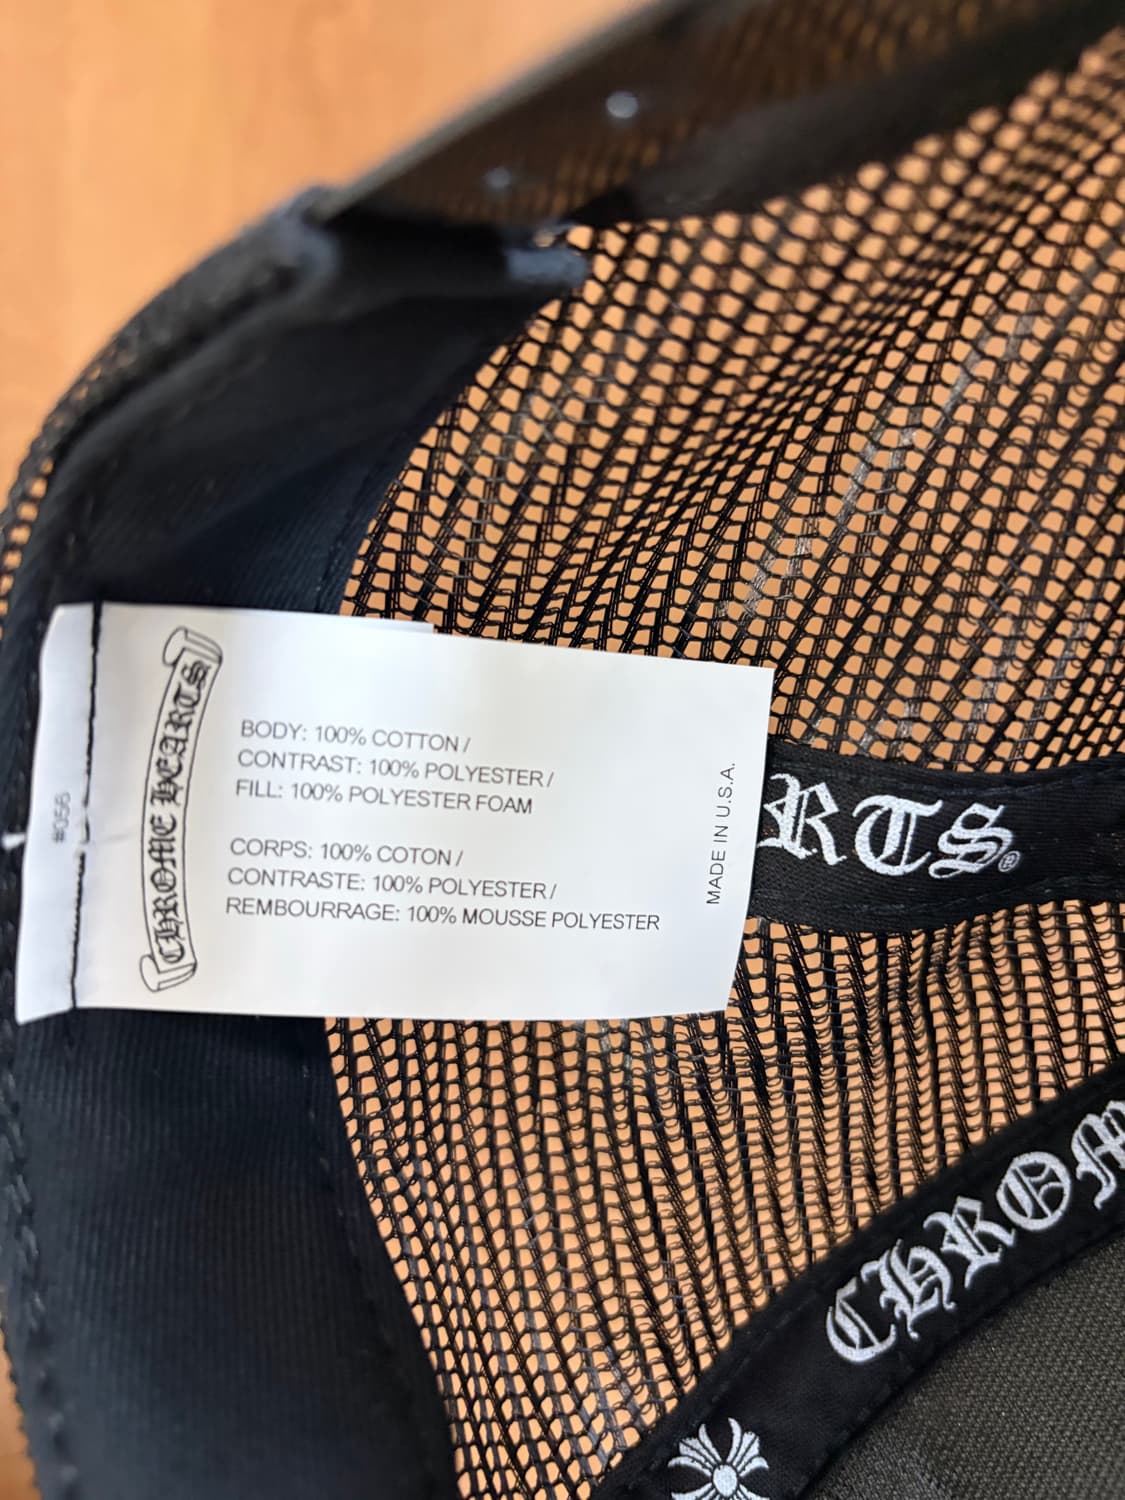 #056
CHROME HEARTS
BODY: 100% COTTON /
CONTRAST: 100% POLYESTER /
FILL: 100% POLYESTER FOAM
CORPS: 100% COTON /
CONTRASTE: 100% POLYESTER /
REMBOURRAGE: 100% MOUSSE POLYESTER
MADE IN U.S.A.
RTS®
CHROM